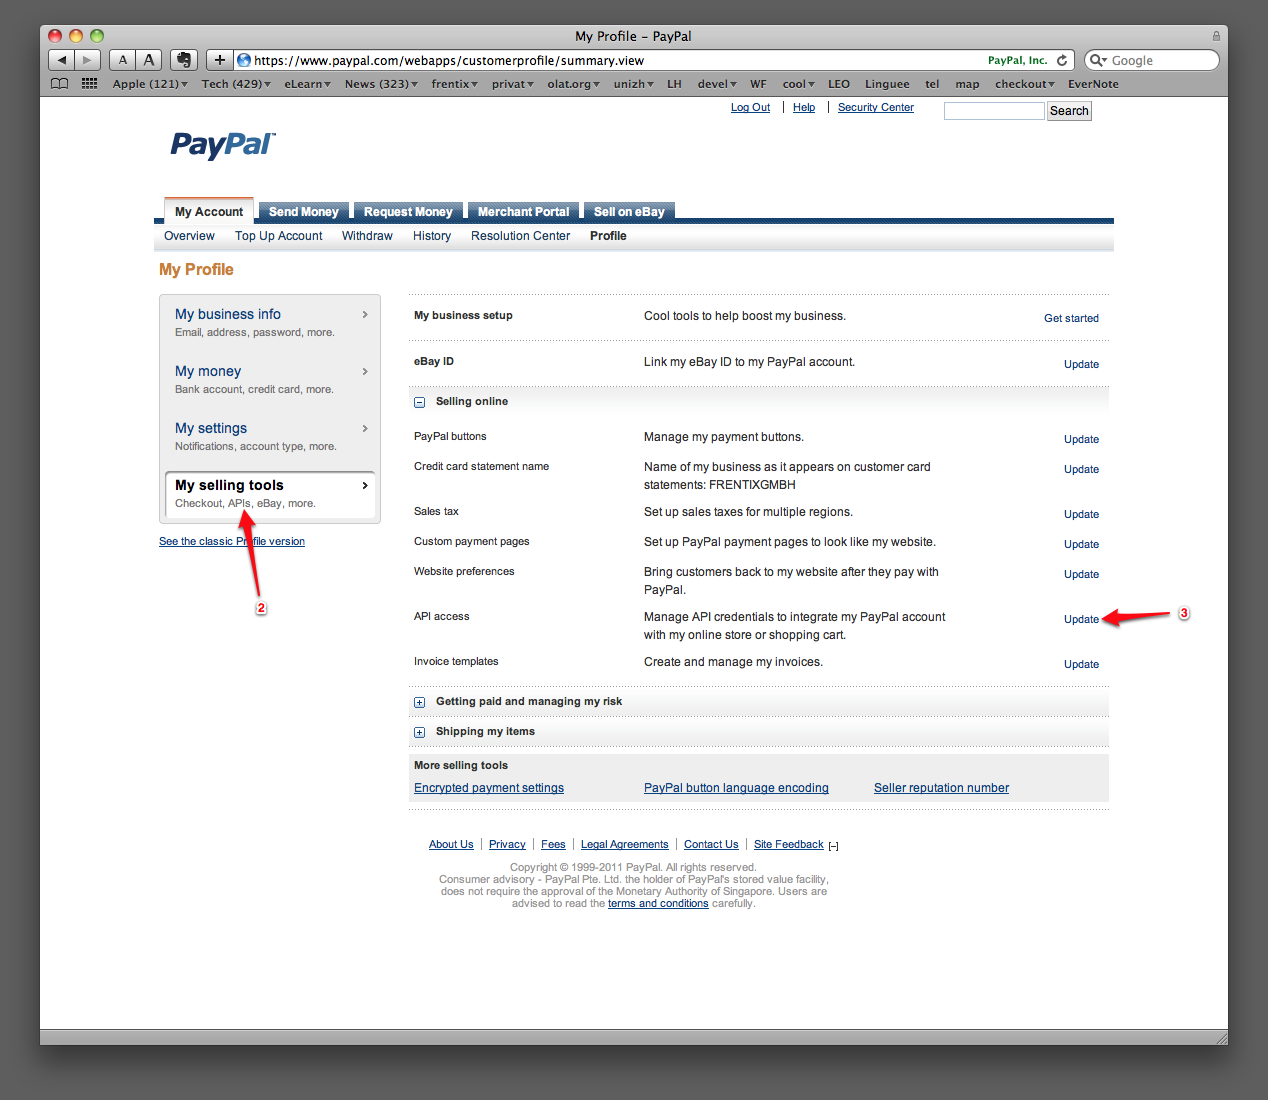 My Profile – PayPal
A A + https://www.paypal.com/webapps/customerprofile/summary.view PayPal, Inc. Google
Apple (121) Tech (429) eLearn News (323) frentix privat olat.org unizh LH devel WF cool LEO Linguee tel map checkout EverNote
Log Out Help Security Center Search
PayPal™
My Account Send Money Request Money Merchant Portal Sell on eBay
Overview Top Up Account Withdraw History Resolution Center Profile
My Profile
My business info
Email, address, password, more.
My money
Bank account, credit card, more.
My settings
Notifications, account type, more.
My selling tools
Checkout, APIs, eBay, more.
See the classic Profile version
2
My business setup Cool tools to help boost my business. Get started
eBay ID Link my eBay ID to my PayPal account. Update
Selling online
PayPal buttons Manage my payment buttons. Update
Credit card statement name Name of my business as it appears on customer card Update
statements: FRENTIXGMBH
Sales tax Set up sales taxes for multiple regions. Update
Custom payment pages Set up PayPal payment pages to look like my website. Update
Website preferences Bring customers back to my website after they pay with Update
PayPal.
API access Manage API credentials to integrate my PayPal account Update 3
with my online store or shopping cart.
Invoice templates Create and manage my invoices. Update
Getting paid and managing my risk
Shipping my items
More selling tools
Encrypted payment settings PayPal button language encoding Seller reputation number
About Us Privacy Fees Legal Agreements Contact Us Site Feedback [–]
Copyright © 1999-2011 PayPal. All rights reserved.
Consumer advisory - PayPal Pte. Ltd. the holder of PayPal's stored value facility,
does not require the approval of the Monetary Authority of Singapore. Users are
advised to read the terms and conditions carefully.